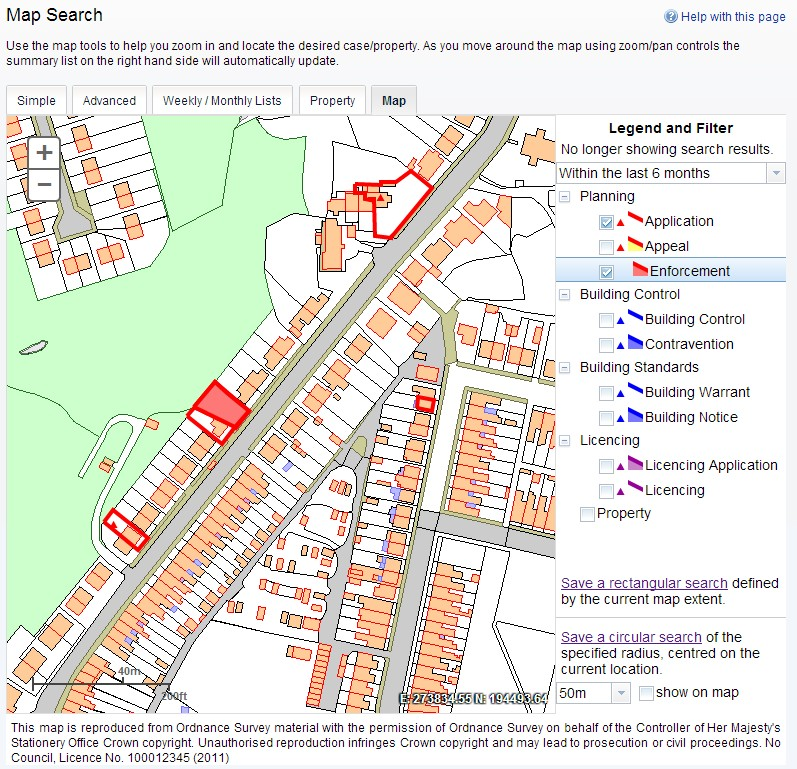 Map Search
Help with this page
Use the map tools to help you zoom in and locate the desired case/property. As you move around the map using zoom/pan controls the
summary list on the right hand side will automatically update.
Simple
Advanced
Weekly / Monthly Lists
Property
Map
+
−
40m
200ft
E: 273834.55 N: 194493.64
Legend and Filter
No longer showing search results.
Within the last 6 months
Planning
Application
Appeal
Enforcement
Building Control
Building Control
Contravention
Building Standards
Building Warrant
Building Notice
Licencing
Licencing Application
Licencing
Property
Save a rectangular search defined
by the current map extent.
Save a circular search of the
specified radius, centred on the
current location.
50m
show on map
This map is reproduced from Ordnance Survey material with the permission of Ordnance Survey on behalf of the Controller of Her Majesty's
Stationery Office Crown copyright. Unauthorised reproduction infringes Crown copyright and may lead to prosecution or civil proceedings. No
Council, Licence No. 100012345 (2011)